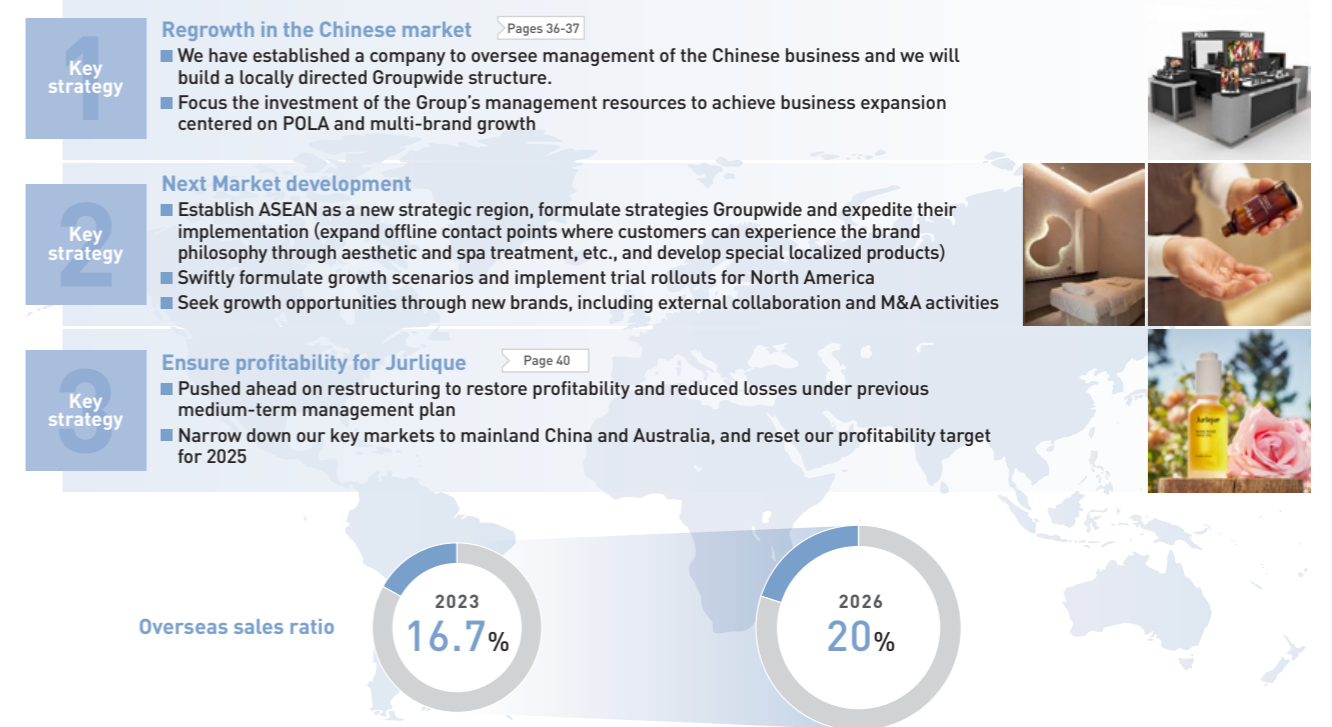 1
Key
strategy
Regrowth in the Chinese market
Pages 36-37
We have established a company to oversee management of the Chinese business and we will
build a locally directed Groupwide structure.
Focus the investment of the Group's management resources to achieve business expansion
centered on POLA and multi-brand growth
POLA
POLA
2
Key
strategy
Next Market development
Establish ASEAN as a new strategic region, formulate strategies Groupwide and expedite their
implementation (expand offline contact points where customers can experience the brand
philosophy through aesthetic and spa treatment, etc., and develop special localized products)
Swiftly formulate growth scenarios and implement trial rollouts for North America
Seek growth opportunities through new brands, including external collaboration and M&A activities
3
Key
strategy
Ensure profitability for Jurlique
Page 40
Pushed ahead on restructuring to restore profitability and reduced losses under previous
medium-term management plan
Narrow down our key markets to mainland China and Australia, and reset our profitability target
for 2025
Jurlique
Overseas sales ratio
2023
16.7%
2026
20%